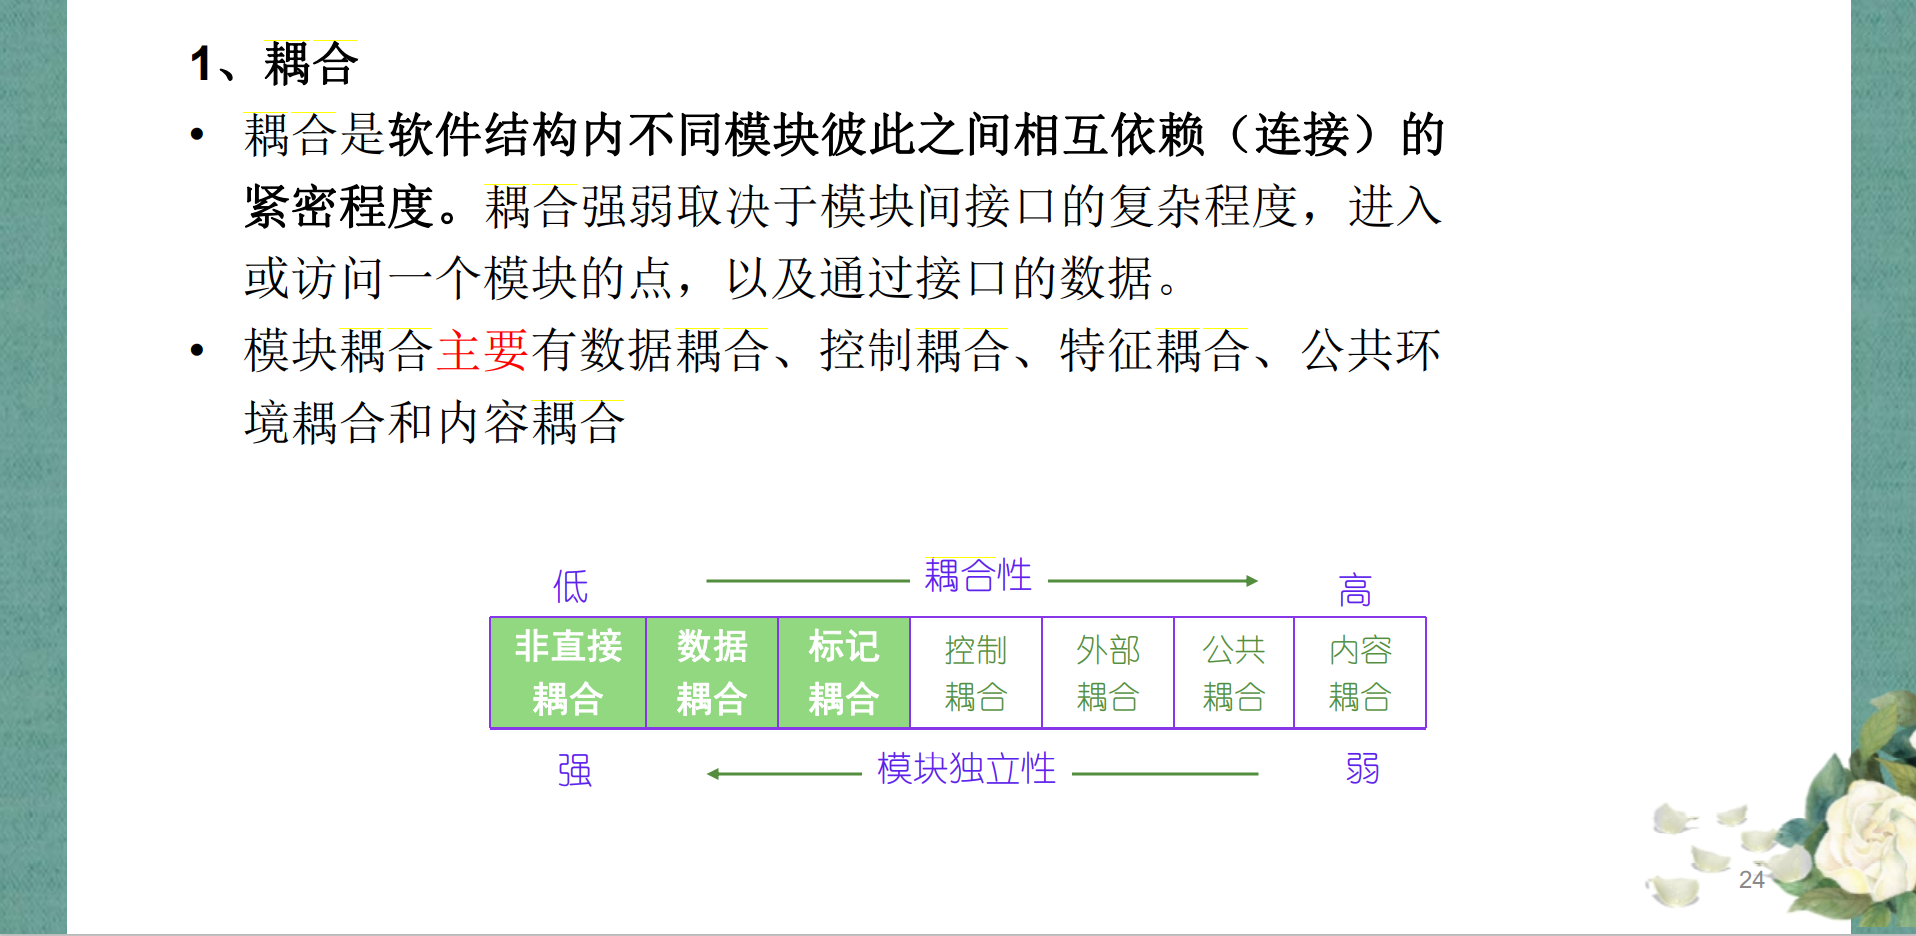 1、耦合
• 耦合是软件结构内不同模块彼此之间相互依赖（连接）的
紧密程度。耦合强弱取决于模块间接口的复杂程度，进入
或访问一个模块的点，以及通过接口的数据。
• 模块耦合主要有数据耦合、控制耦合、特征耦合、公共环
境耦合和内容耦合
低 耦合性 高
非直接 数据 标记 控制 外部 公共 内容
耦合 耦合 耦合 耦合 耦合 耦合 耦合
强 模块独立性 弱
24